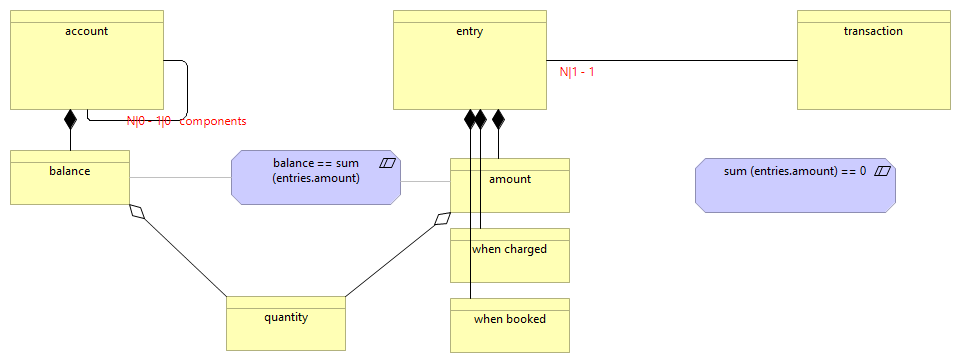 account
entry
transaction
N|1 - 1
N|0 - 1|0 components
balance
balance == sum
(entries.amount)
amount
sum (entries.amount) == 0
when charged
quantity
when booked